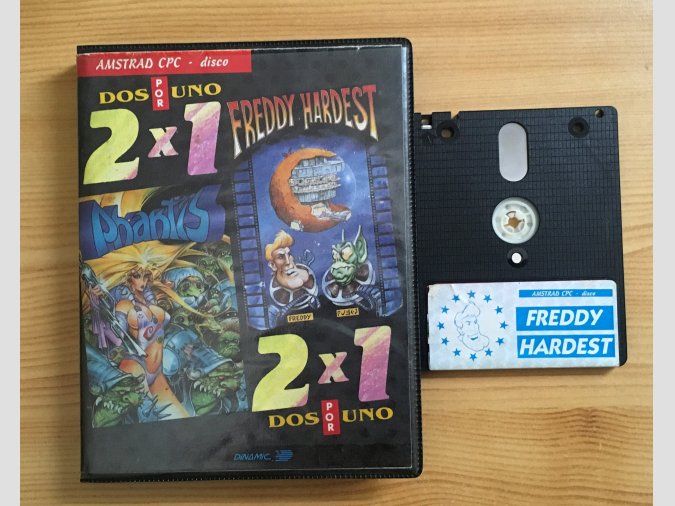 AMSTRAD CPC - disco
DOS POR UNO
2x1
FREDDY HARDEST
Phantis
FREDDY
2x1
DOS POR UNO
DINAMIC
AMSTRAD CPC - disco
FREDDY
HARDEST